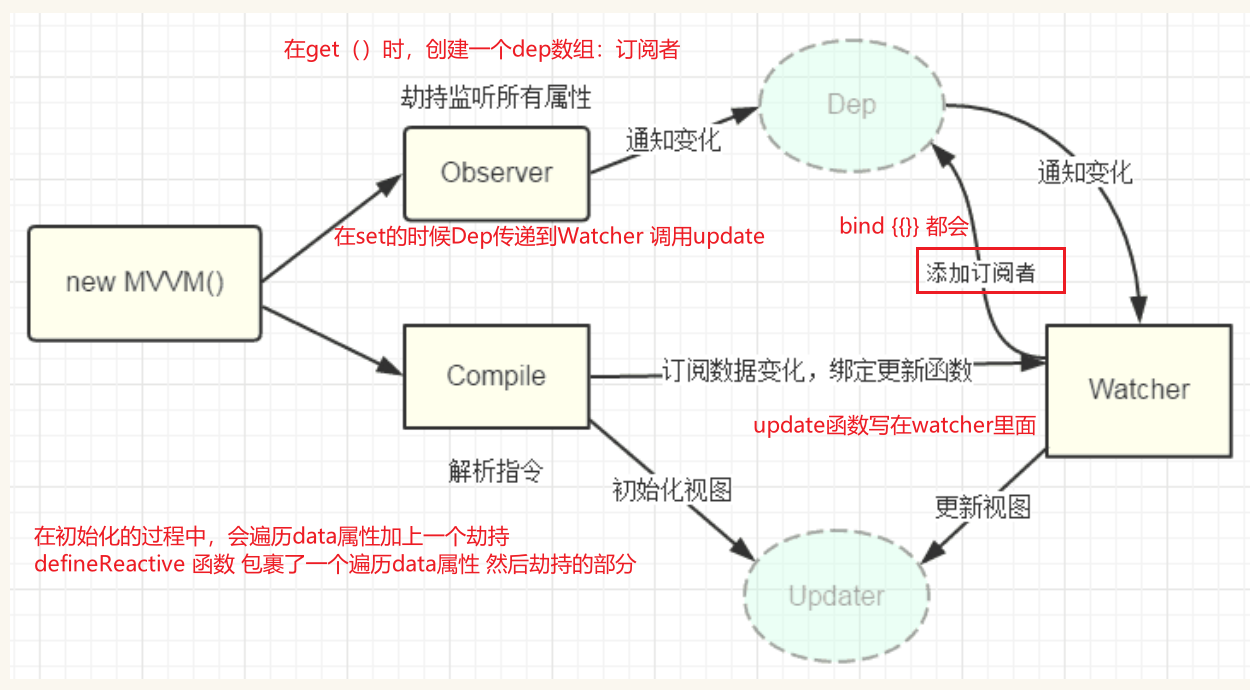 在get（）时，创建一个dep数组：订阅者
劫持监听所有属性
Dep
Observer
通知变化
通知变化
在set的时候Dep传递到Watcher 调用update
bind {{}} 都会
添加订阅者
new MVVM()
Compile
订阅数据变化，绑定更新函数
Watcher
update函数写在watcher里面
解析指令
初始化视图
更新视图
在初始化的过程中，会遍历data属性加上一个劫持
defineReactive 函数 包裹了一个遍历data属性 然后劫持的部分
Updater